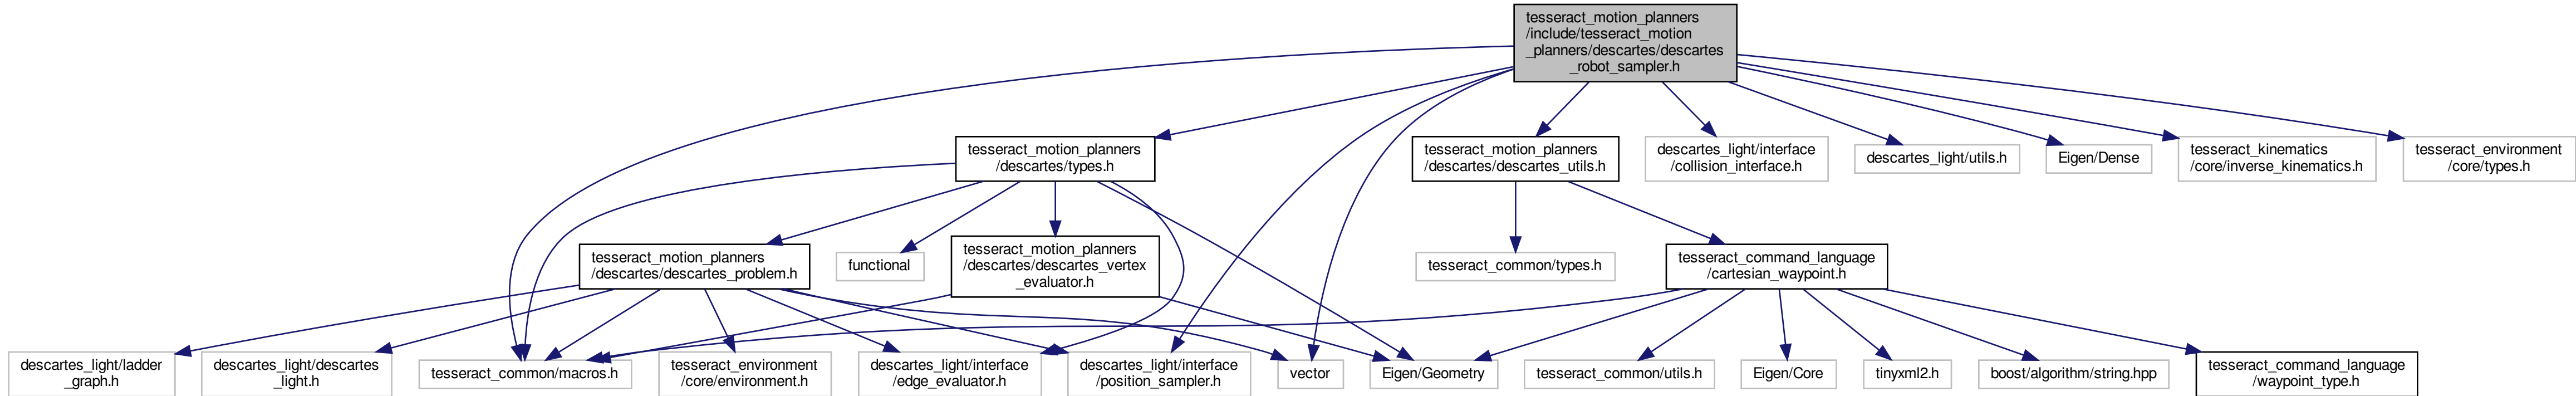 tesseract_motion_planners
/include/tesseract_motion
_planners/descartes/descartes
_robot_sampler.h
tesseract_motion_planners
/descartes/types.h
tesseract_motion_planners
/descartes/descartes_utils.h
descartes_light/interface
/collision_interface.h
descartes_light/utils.h
Eigen/Dense
tesseract_kinematics
/core/inverse_kinematics.h
tesseract_environment
/core/types.h
tesseract_motion_planners
/descartes/descartes_problem.h
functional
tesseract_motion_planners
/descartes/descartes_vertex
_evaluator.h
tesseract_common/types.h
tesseract_command_language
/cartesian_waypoint.h
descartes_light/ladder
_graph.h
descartes_light/descartes
_light.h
tesseract_common/macros.h
tesseract_environment
/core/environment.h
descartes_light/interface
/edge_evaluator.h
descartes_light/interface
/position_sampler.h
vector
Eigen/Geometry
tesseract_common/utils.h
Eigen/Core
tinyxml2.h
boost/algorithm/string.hpp
tesseract_command_language
/waypoint_type.h